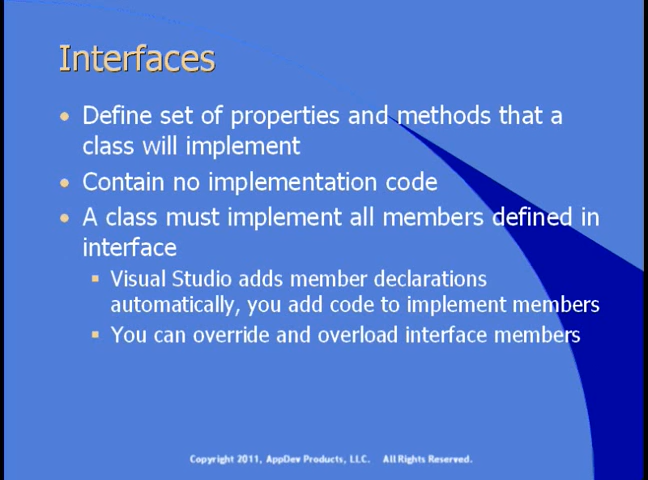 Interfaces
• Define set of properties and methods that a
class will implement
• Contain no implementation code
• A class must implement all members defined in
interface
▪ Visual Studio adds member declarations
automatically, you add code to implement members
▪ You can override and overload interface members
Copyright 2011, AppDev Products, LLC. All Rights Reserved.